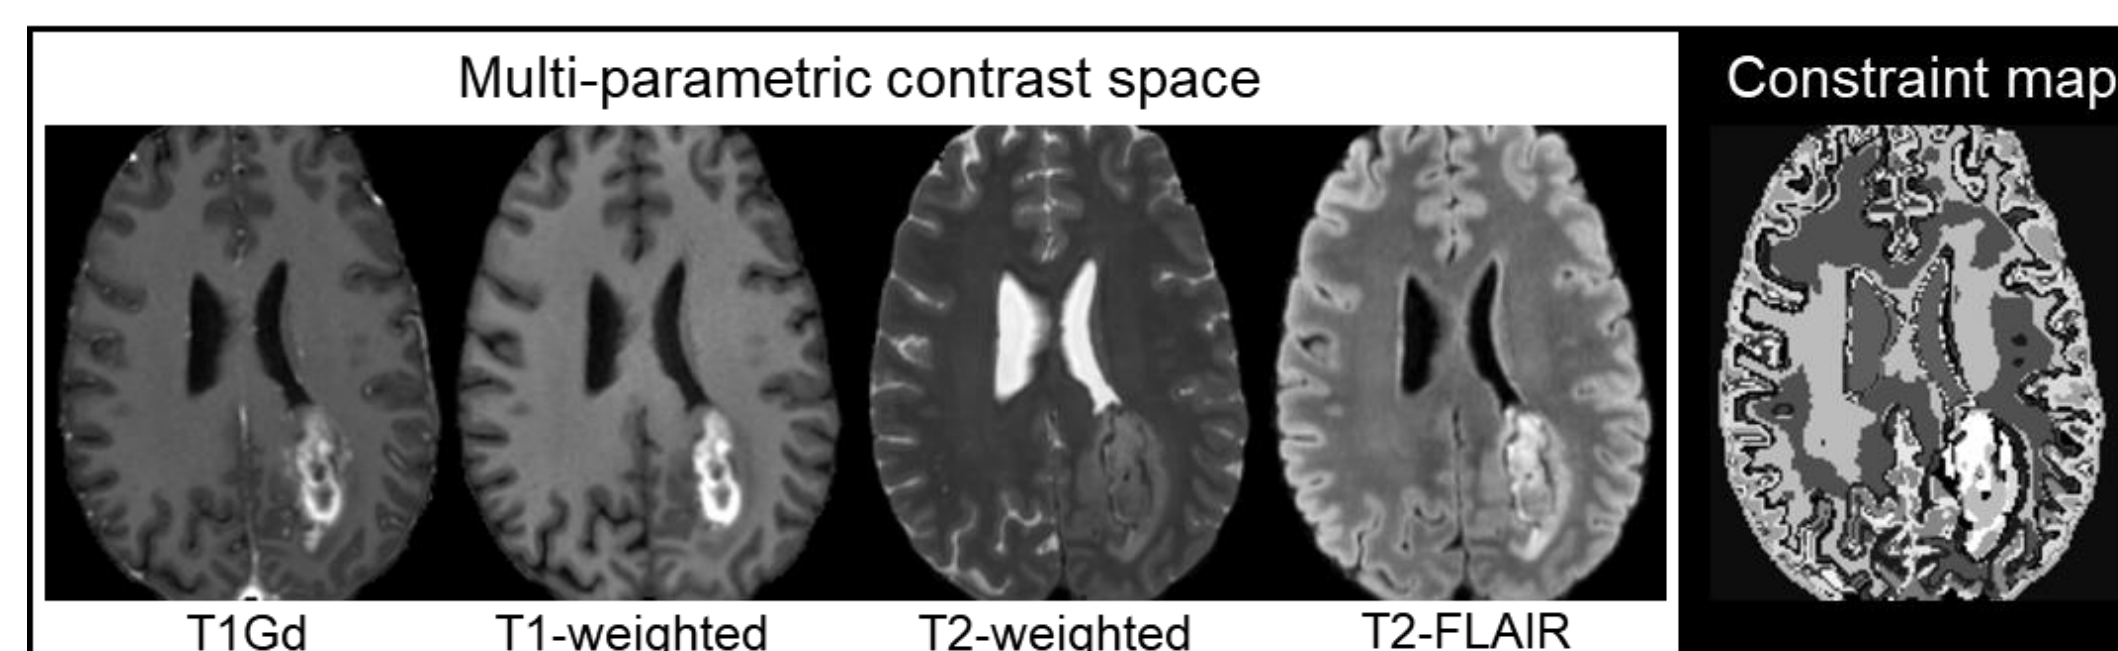 Multi-parametric contrast space
Constraint map
T1Gd
T1-weighted
T2-weighted
T2-FLAIR